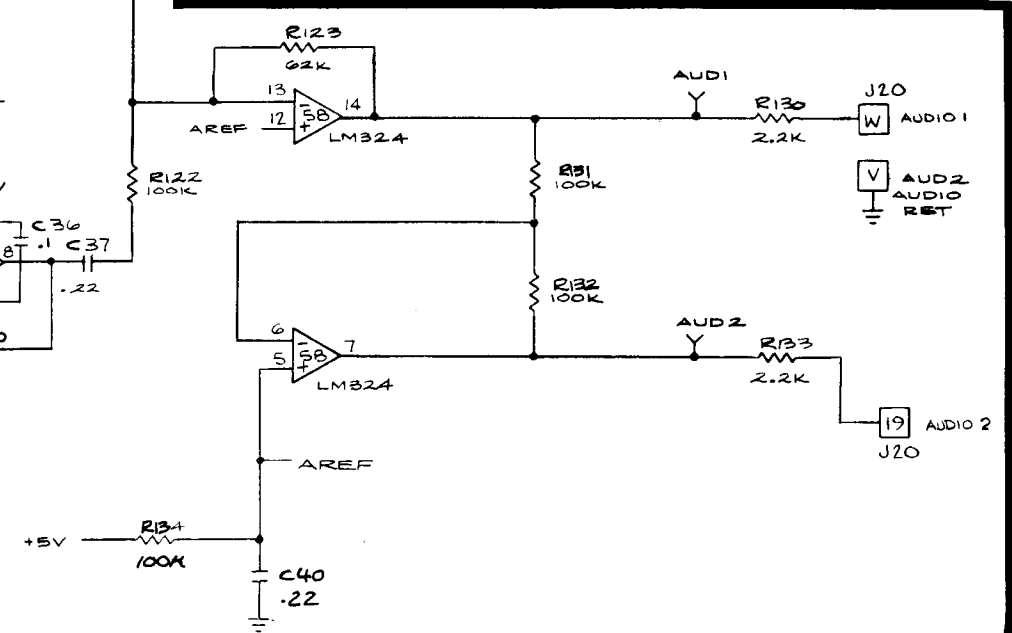 R123
62K
13
12
14
-
58
+
AREF
LM324
AUD1
R130
2.2K
J20
W
AUDIO 1
V
AUD2
AUDIO
RET
R122
100K
R131
100K
C36
.1
8
C37
.22
R132
100K
6
5
7
-
58
+
LM324
AUD2
R133
2.2K
19
AUDIO 2
J20
AREF
+5V
R134
100K
C40
.22